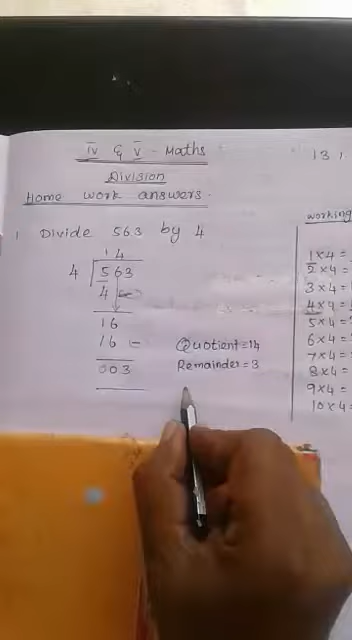 IV & V - Maths
13 1
Division
Home work answers.
1 Divide 563 by 4
14
4 563
4 -
16
16 -
003
Quotient = 14
Remainder = 3
working
1 x 4 =
2 x 4 =
3 x 4 =
4 x 4 =
5 x 4 =
6 x 4 =
7 x 4 =
8 x 4 =
9 x 4 =
10 x 4 =